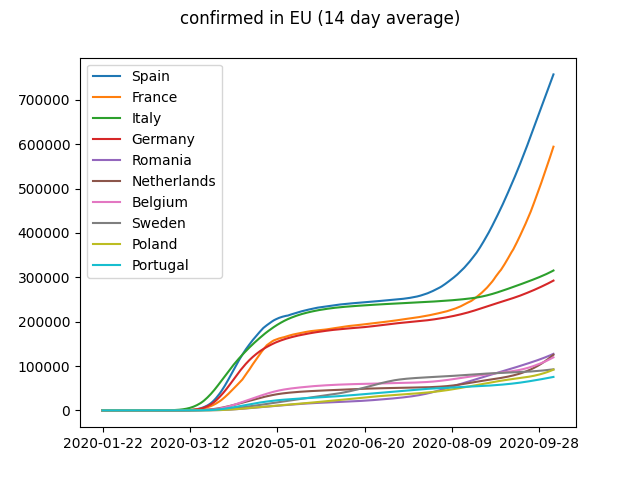 confirmed in EU (14 day average)
Spain
France
Italy
Germany
Romania
Netherlands
Belgium
Sweden
Poland
Portugal
700000
600000
500000
400000
300000
200000
100000
0
2020-01-22 2020-03-12 2020-05-01 2020-06-20 2020-08-09 2020-09-28